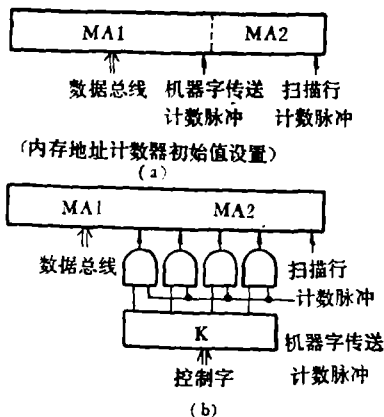 MA1 MA2
数据总线 机器字传送 扫描行
计数脉冲 计数脉冲
(内存地址计数器初始值设置)
(a)
MA1 MA2
数据总线 扫描行
计数脉冲
K 机器字传送
控制字 计数脉冲
(b)